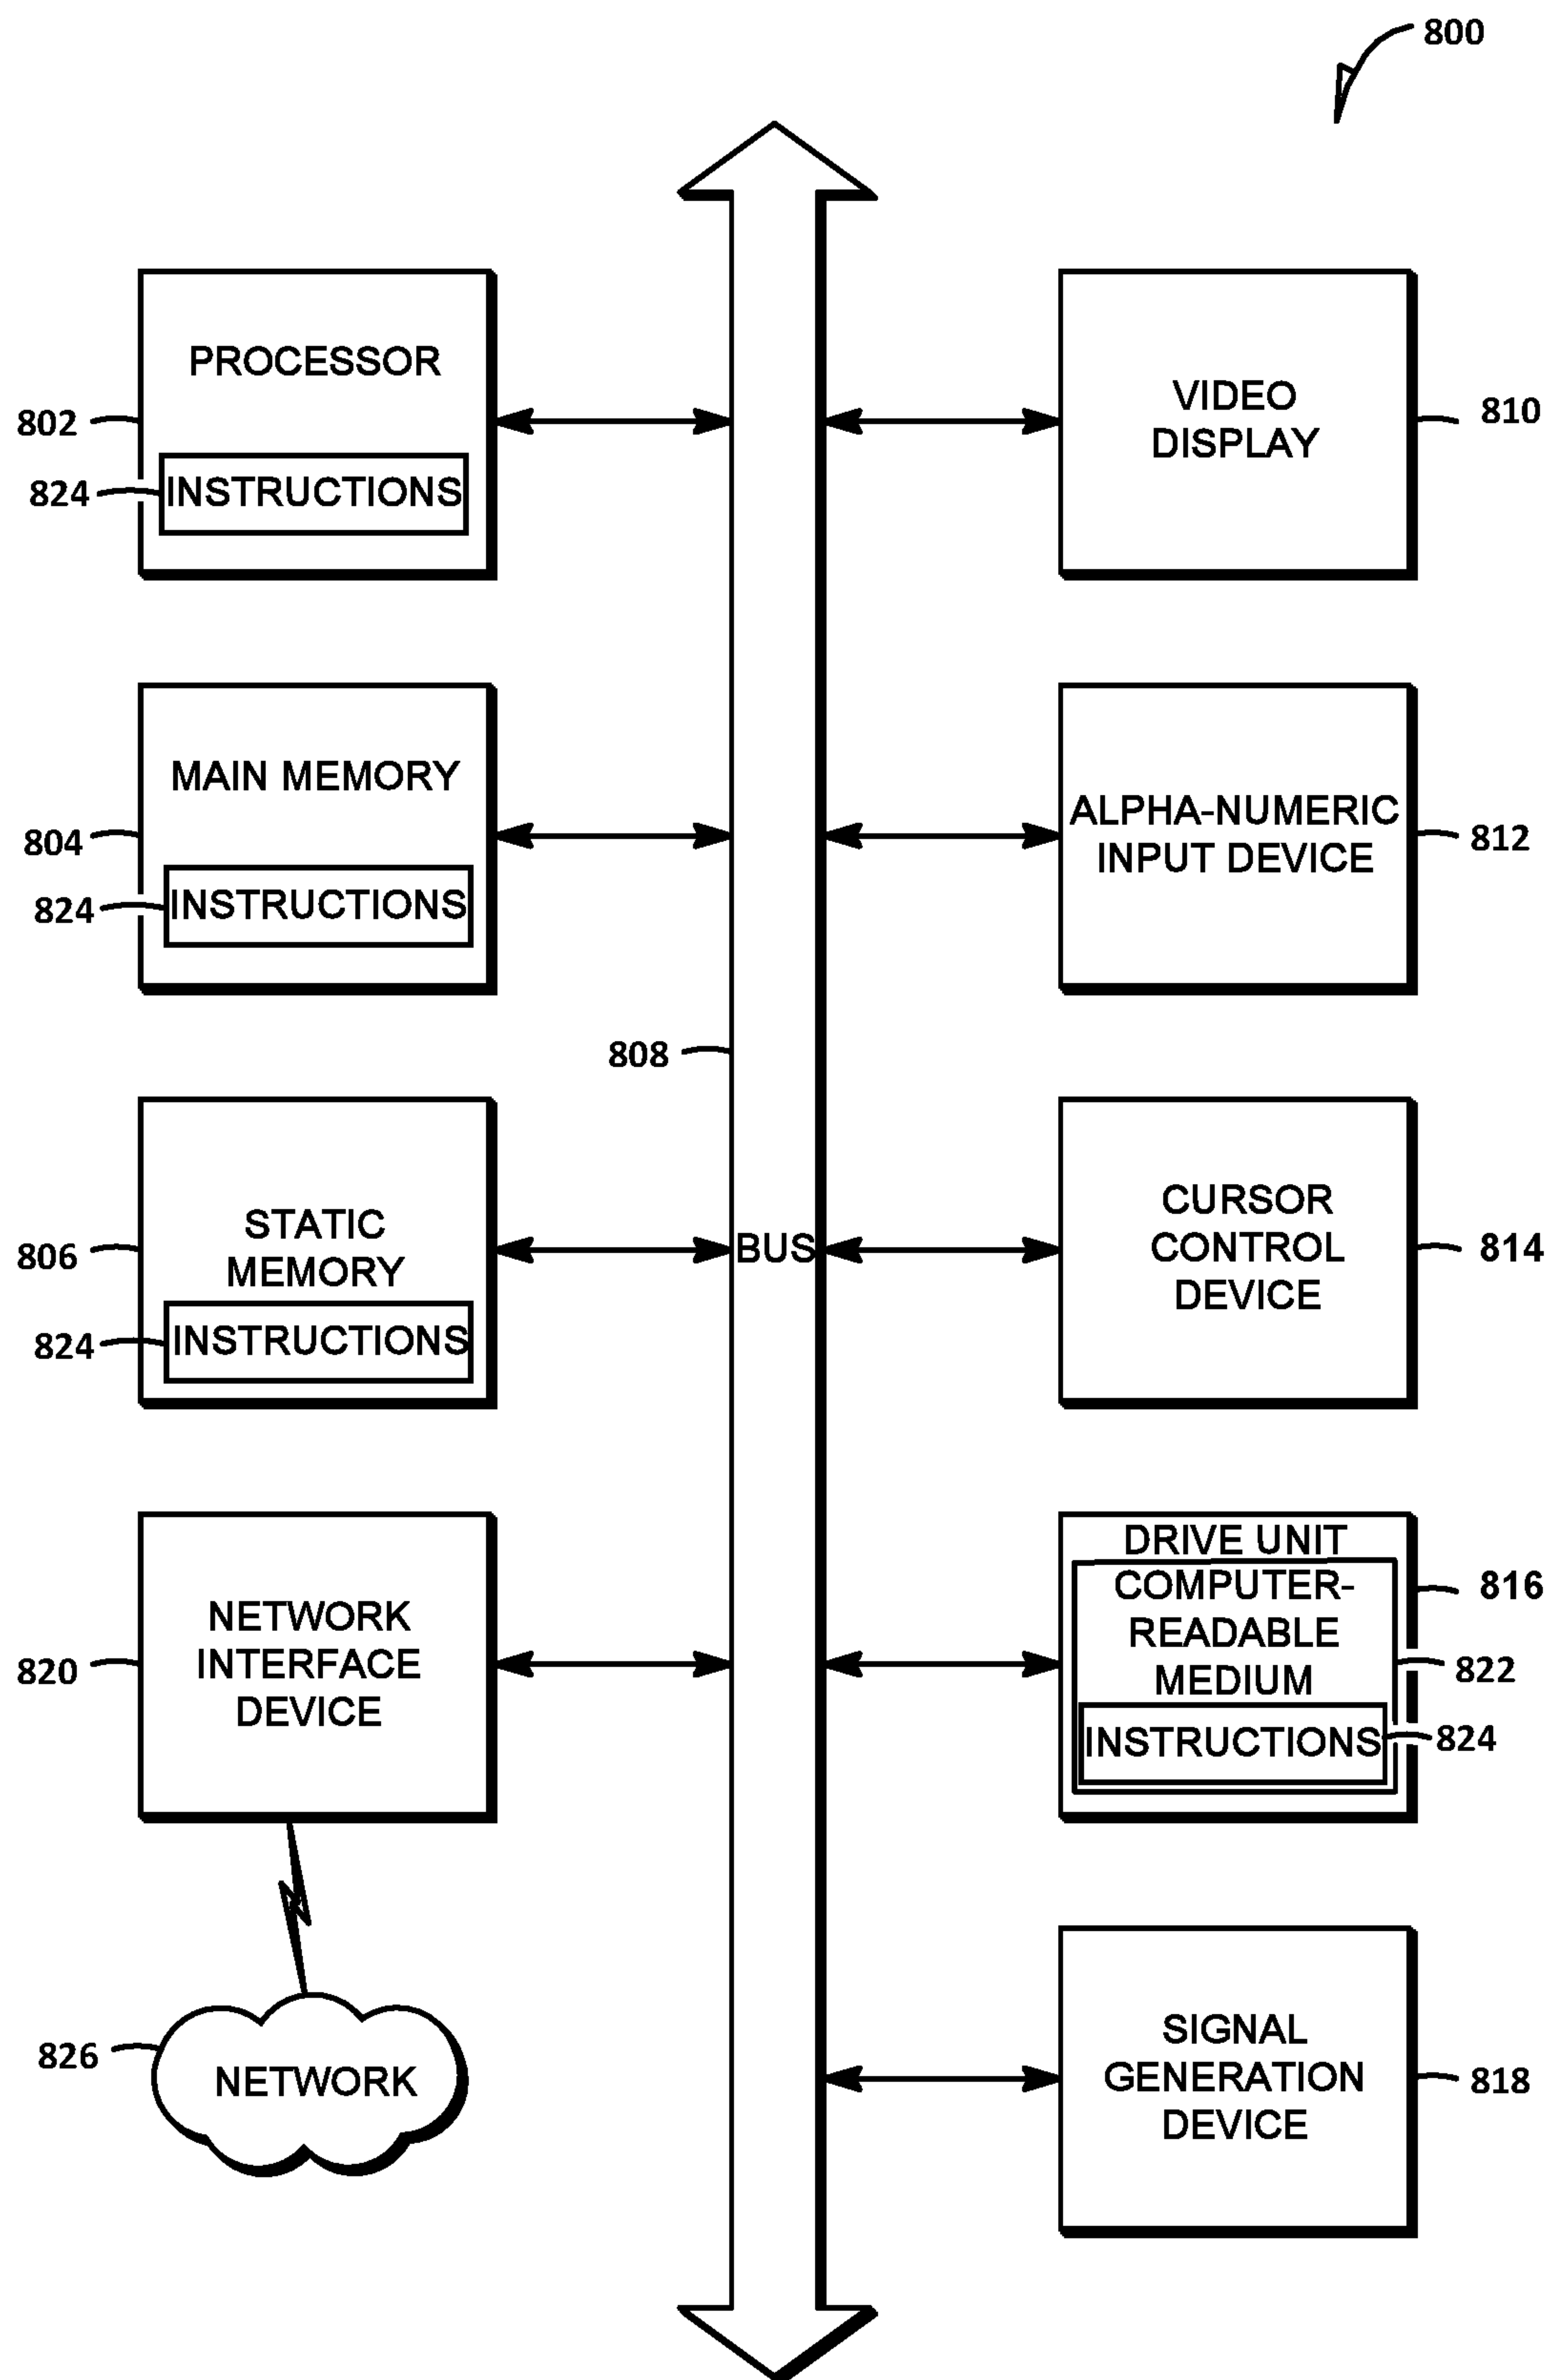 800
PROCESSOR
802
824
INSTRUCTIONS
VIDEO
DISPLAY
810
MAIN MEMORY
804
824
INSTRUCTIONS
ALPHA-NUMERIC
INPUT DEVICE
812
808
STATIC
MEMORY
806
824
INSTRUCTIONS
BUS
CURSOR
CONTROL
DEVICE
814
NETWORK
INTERFACE
DEVICE
820
DRIVE UNIT
COMPUTER-
READABLE
MEDIUM
INSTRUCTIONS
816
822
824
826
NETWORK
SIGNAL
GENERATION
DEVICE
818